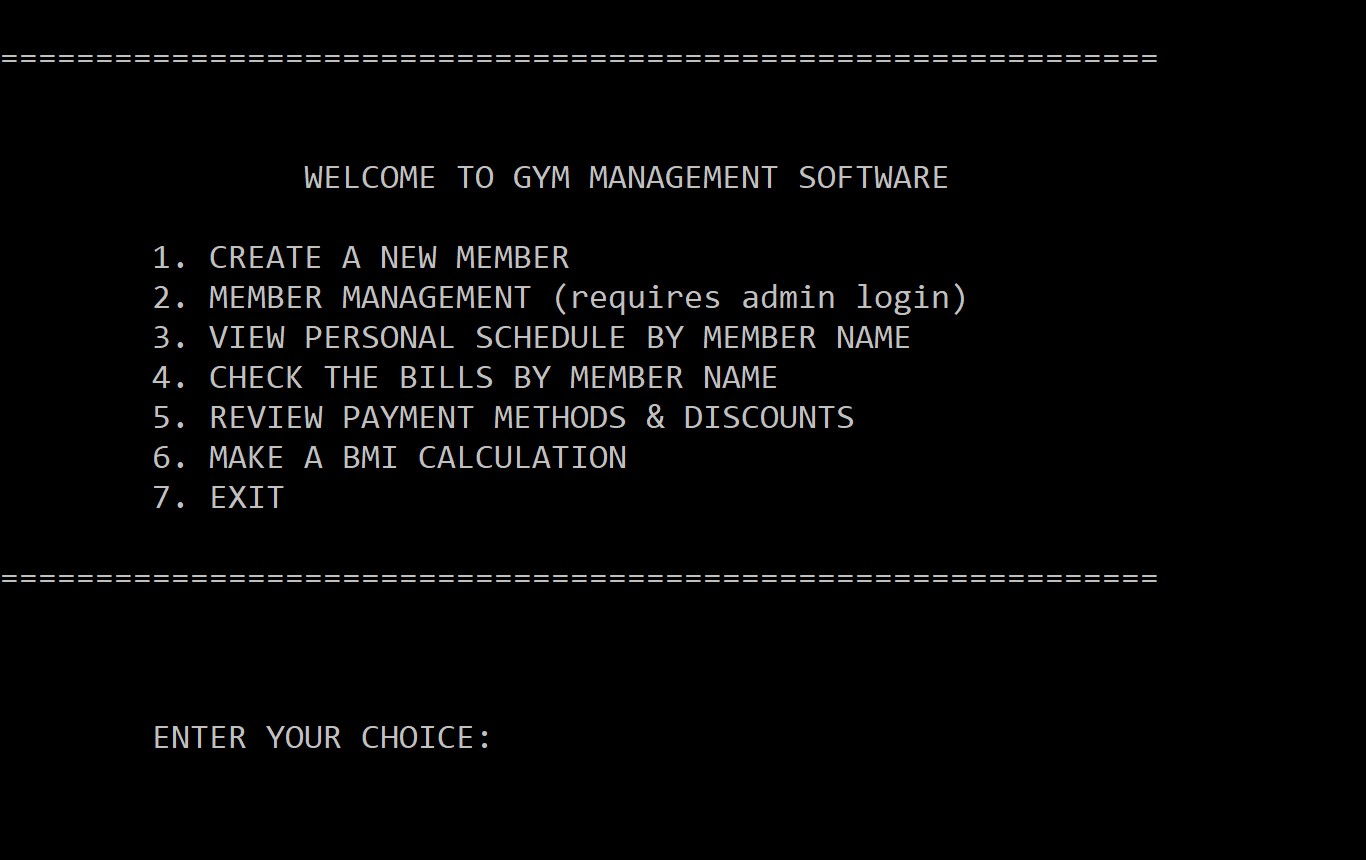 =============================================================
WELCOME TO GYM MANAGEMENT SOFTWARE
1. CREATE A NEW MEMBER
2. MEMBER MANAGEMENT (requires admin login)
3. VIEW PERSONAL SCHEDULE BY MEMBER NAME
4. CHECK THE BILLS BY MEMBER NAME
5. REVIEW PAYMENT METHODS & DISCOUNTS
6. MAKE A BMI CALCULATION
7. EXIT
=============================================================
ENTER YOUR CHOICE: